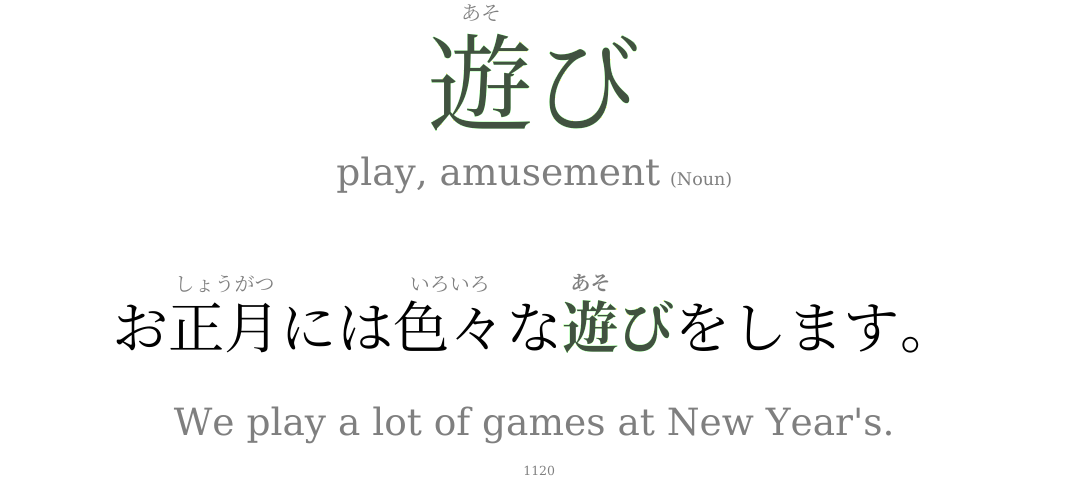 あそ
遊び
play, amusement (Noun)
しょうがつ いろいろ あそ
お正月には色々な遊びをします。
We play a lot of games at New Year's.
1120